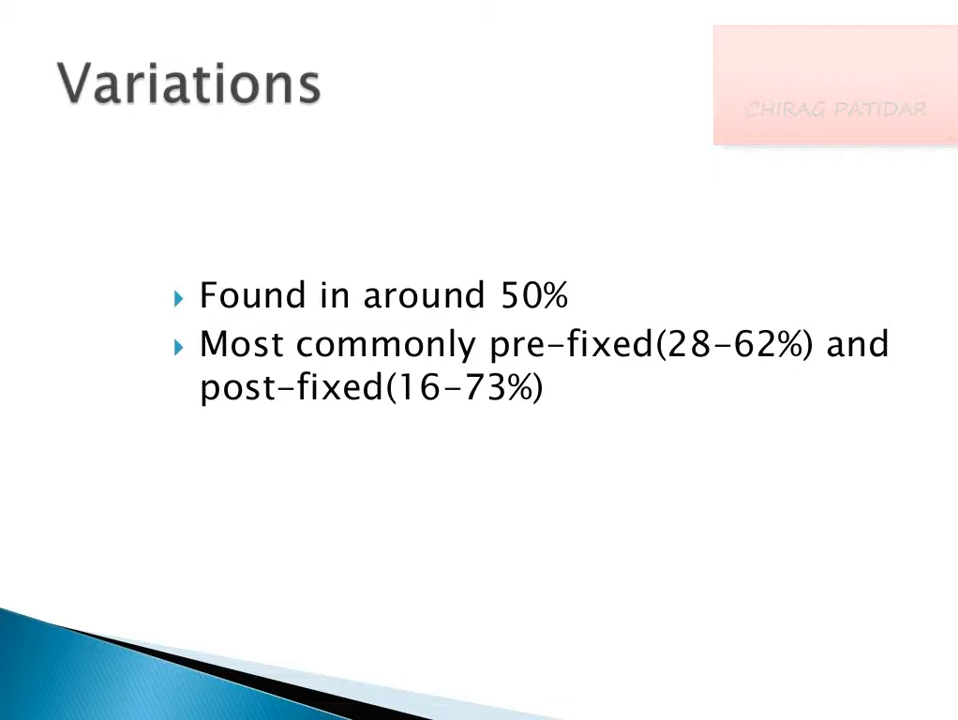 Variations
CHIRAG PATIDAR
Found in around 50%
Most commonly pre-fixed(28-62%) and
post-fixed(16-73%)